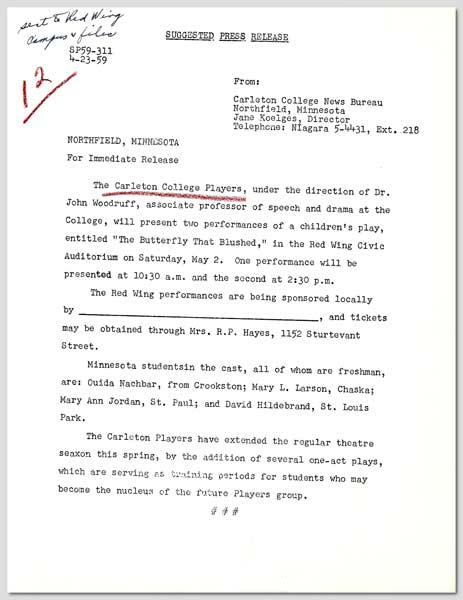 sent to Red Wing
campus & files
SUGGESTED PRESS RELEASE
SP59-311
4-23-59
12
From:
Carleton College News Bureau
Northfield, Minnesota
Jane Koelges, Director
Telephone: Niagara 5-4431, Ext. 218
NORTHFIELD, MINNESOTA
For Immediate Release
The Carleton College Players, under the direction of Dr.
John Woodruff, associate professor of speech and drama at the
College, will present two performances of a children's play,
entitled "The Butterfly That Blushed," in the Red Wing Civic
Auditorium on Saturday, May 2. One performance will be
presented at 10:30 a.m. and the second at 2:30 p.m.
The Red Wing performances are being sponsored locally
by ____________________, and tickets
may be obtained through Mrs. R.P. Hayes, 1152 Sturtevant
Street.
Minnesota studentsin the cast, all of whom are freshman,
are: Ouida Nachbar, from Crookston; Mary L. Larson, Chaska;
Mary Ann Jordan, St. Paul; and David Hildebrand, St. Louis
Park.
The Carleton Players have extended the regular theatre
seaxon this spring, by the addition of several one-act plays,
which are serving as training periods for students who may
become the nucleus of the future Players group.
# # #